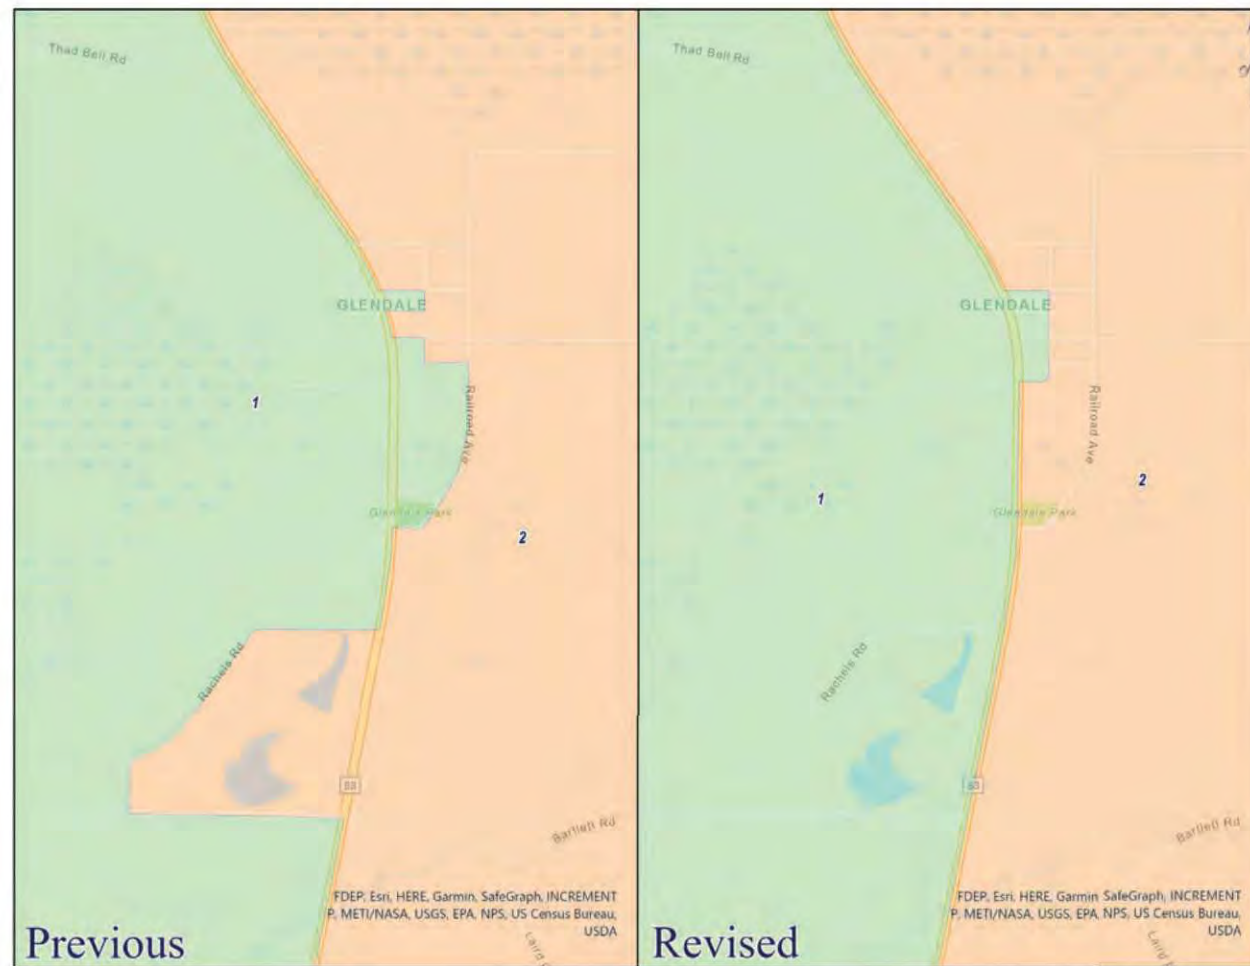 Thad Bell Rd
GLENDALE
1
Railroad Ave
Park
2
Rachels Rd
83
Bartlett Rd
FDEP, Esri, HERE, Garmin, SafeGraph, INCREMENT
P, METI/NASA, USGS, EPA, NPS, US Census Bureau,
USDA
Laird
Previous
Thad Bell Rd
GLENDALE
Railroad Ave
2
1
Glendale Park
Rachels Rd
83
Bartlett Rd
FDEP, Esri, HERE, Garmin, SafeGraph, INCREMENT
P, METI/NASA, USGS, EPA, NPS, US Census Bureau,
USDA
Laird
Revised